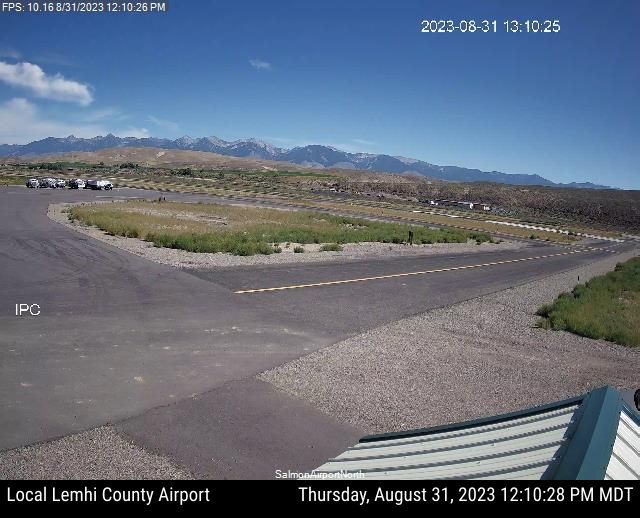 FPS: 10.16 8/31/2023 12:10:26 PM
2023-08-31 13:10:25
IPC
SalmonAirportNorth
Local Lemhi County Airport Thursday, August 31, 2023 12:10:28 PM MDT